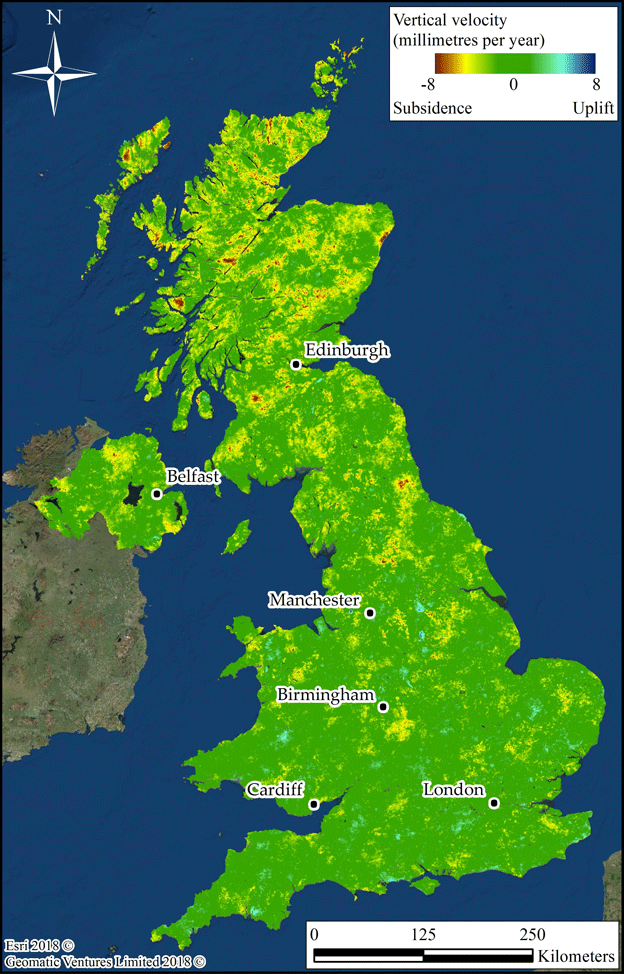 N
Vertical velocity
(millimetres per year)
-8 0 8
Subsidence Uplift
Edinburgh
Belfast
Manchester
Birmingham
Cardiff
London
0 125 250
Kilometers
Esri 2018 ©
Geomatic Ventures Limited 2018 ©